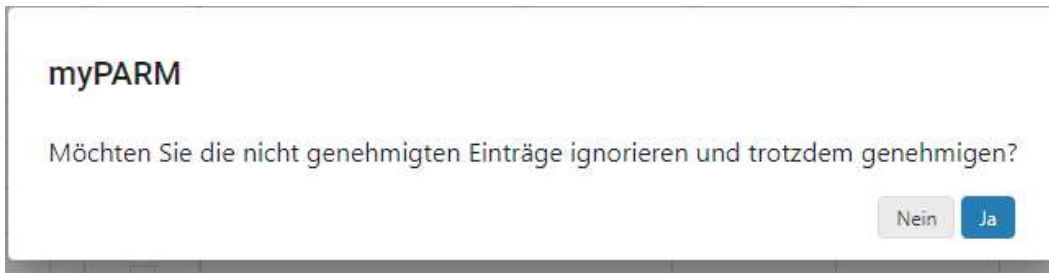 myPARM
Möchten Sie die nicht genehmigten Einträge ignorieren und trotzdem genehmigen?
Nein
Ja